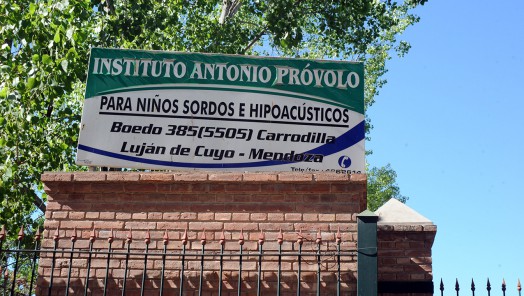 INSTITUTO ANTONIO PRÓVOLO
PARA NIÑOS SORDOS E HIPOACÚSTICOS
Boedo 385(5505) Carrodilla
Luján de Cuyo - Mendoza